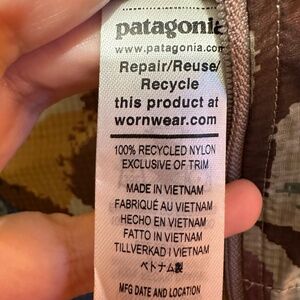 patagonia
www.patagonia.com
Repair/Reuse/
Recycle
this product at
wornwear.com
100% RECYCLED NYLON
EXCLUSIVE OF TRIM
MADE IN VIETNAM
FABRIQUÉ AU VIETNAM
HECHO EN VIETNAM
FATTO IN VIETNAM
TILLVERKAD I VIETNAM
ベトナム製
MFG DATE AND LOCATION